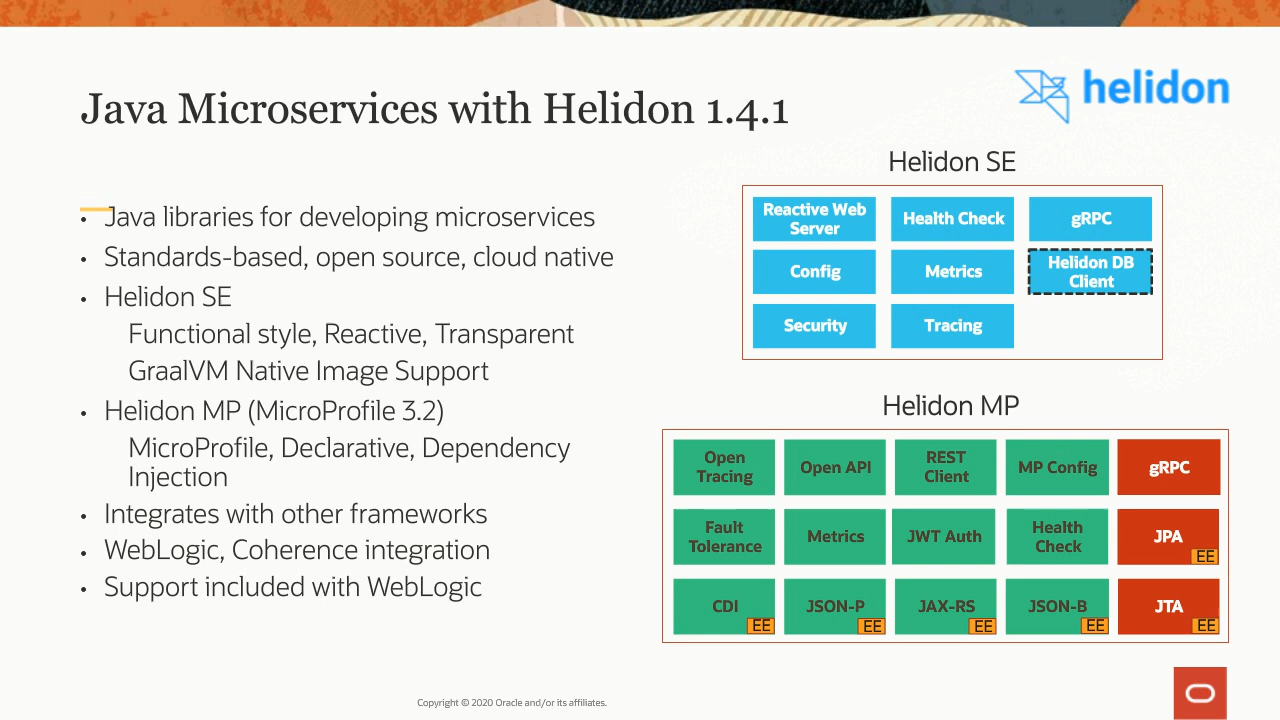 Java Microservices with Helidon 1.4.1
helidon
• Java libraries for developing microservices
• Standards-based, open source, cloud native
• Helidon SE
Functional style, Reactive, Transparent
GraalVM Native Image Support
• Helidon MP (MicroProfile 3.2)
MicroProfile, Declarative, Dependency
Injection
• Integrates with other frameworks
• WebLogic, Coherence integration
• Support included with WebLogic
Helidon SE
Reactive Web
Server
Health Check
gRPC
Config
Metrics
Helidon DB
Client
Security
Tracing
Helidon MP
Open
Tracing
Open API
REST
Client
MP Config
gRPC
Fault
Tolerance
Metrics
JWT Auth
Health
Check
JPA
EE
CDI
EE
JSON-P
EE
JAX-RS
EE
JSON-B
EE
JTA
EE
Copyright © 2020 Oracle and/or its affiliates.